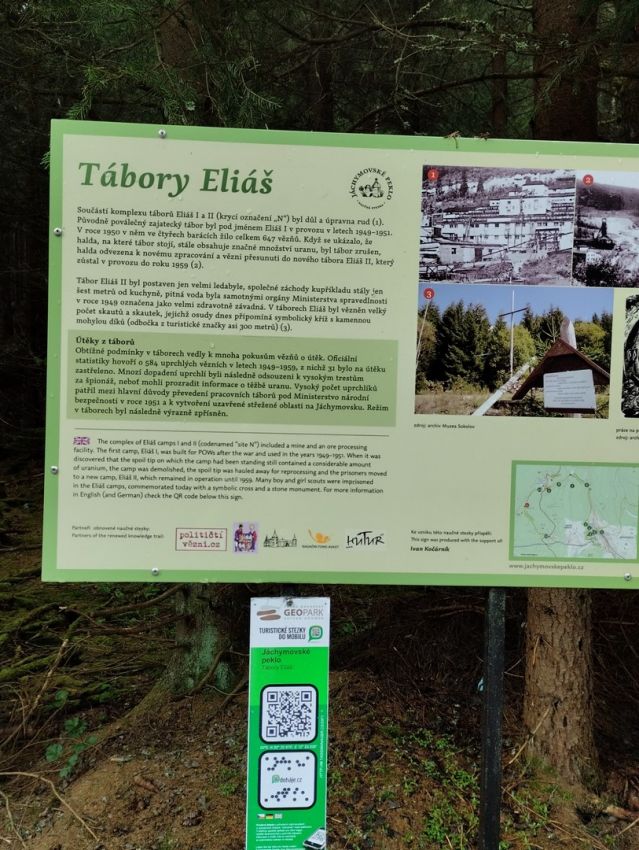 Tábory Eliáš
JÁCHYMOVSKÉ PEKLO
NAUČNÁ STEZKA
Součástí komplexu táborů Eliáš I a II (krycí označení „N“) byl důl a úpravna rud (1).
Původně poválečný zajatecký tábor byl pod jménem Eliáš I v provozu v letech 1949–1951.
V roce 1950 v něm ve čtyřech barácích žilo celkem 647 vězňů. Když se ukázalo, že
halda, na které tábor stojí, stále obsahuje značné množství uranu, byl tábor zrušen,
halda odvezena k novému zpracování a vězni přesunuti do nového tábora Eliáš II, který
zůstal v provozu do roku 1959 (2).
Tábor Eliáš II byl postaven jen velmi ledabyle, společné záchody kupříkladu stály jen
šest metrů od kuchyně, pitná voda byla samotnými orgány Ministerstva spravedlnosti
v roce 1949 označena jako velmi zdravotně závadná. V táborech Eliáš byl vězněn velký
počet skautů a skautek, jejichž osudy dnes připomíná symbolický kříž s kamennou
mohylou díků (odbočka z turistické značky asi 300 metrů) (3).
Útěky z táborů
Obtížné podmínky v táborech vedly k mnoha pokusům vězňů o útěk. Oficiální
statistiky hovoří o 584 uprchlých vězních v letech 1949–1959, z nichž 31 bylo na útěku
zastřeleno. Mnozí dopadení uprchlí byli následně odsouzeni k vysokým trestům
za špionáž, neboť mohli prozradit informace o těžbě uranu. Vysoký počet uprchlíků
patřil mezi hlavní důvody převedení pracovních táborů pod Ministerstvo národní
bezpečnosti v roce 1951 a k vytvoření uzavřené střežené oblasti na Jáchymovsku. Režim
v táborech byl následně výrazně zpřísněn.
The complex of Eliáš camps I and II (codenamed "site N") included a mine and an ore processing
facility. The first camp, Eliáš I, was built for POWs after the war and used in the years 1949–1951. When it was
discovered that the spoil tip on which the camp had been standing still contained a considerable amount
of uranium, the camp was demolished, the spoil tip was hauled away for reprocessing and the prisoners moved
to a new camp, Eliáš II, which remained in operation until 1959. Many boy and girl scouts were imprisoned
in the Eliáš camps, commemorated today with a symbolic cross and a stone monument. For more information
in English (and German) check the QR code below this sign.
Partneři obnovené naučné stezky:
Partners of the renewed knowledge trail:
političtí
vězni.cz
Ke vzniku této naučné stezky přispěli:
This sign was produced with the support of:
Ivan Kočárník
1
2
3
zdroj: archiv Muzea Sokolov
www.jachymovskepeklo.cz
GEOPARK
TURISTICKÉ STEZKY
DO MOBILU
Jáchymovské
peklo
Tábory Eliáš